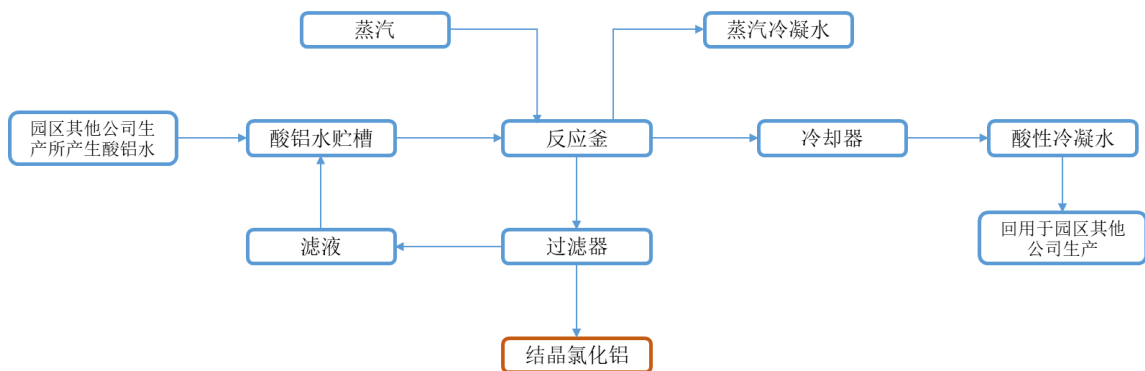 蒸汽
蒸汽冷凝水
园区其他公司生
产所产生酸铝水
酸铝水贮槽
反应釜
冷却器
酸性冷凝水
滤液
过滤器
回用于园区其他
公司生产
结晶氯化铝